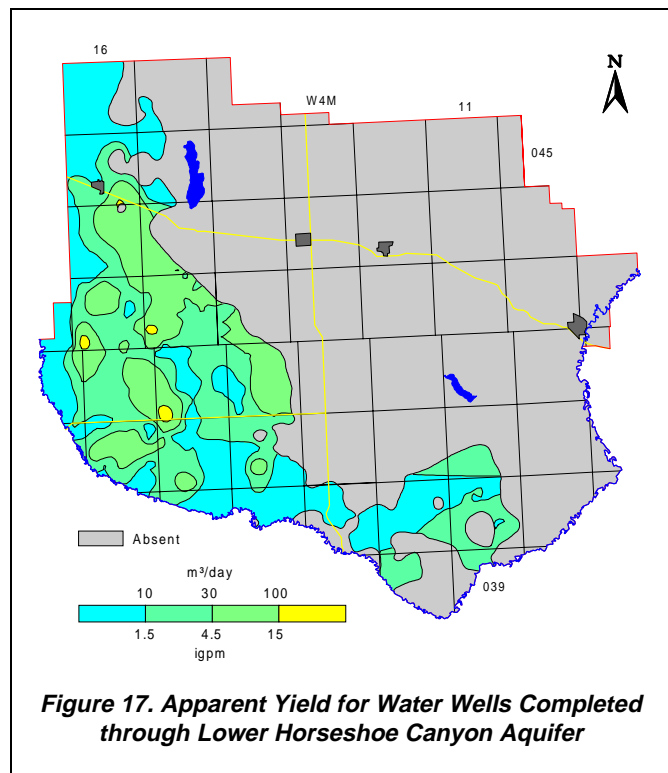 16
N
W4M
11
045
Absent
m³/day
10 30 100
1.5 4.5 15
igpm
039
Figure 17. Apparent Yield for Water Wells Completed
through Lower Horseshoe Canyon Aquifer